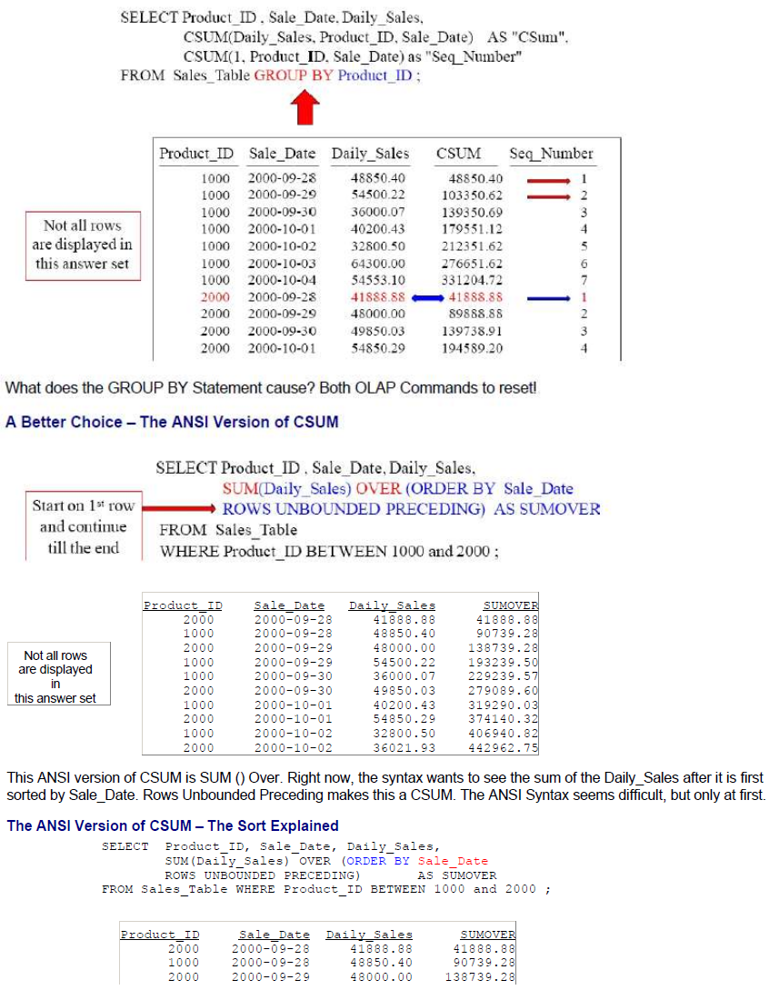 SELECT Product_ID , Sale_Date, Daily_Sales,
CSUM(Daily_Sales, Product_ID, Sale_Date) AS "CSum",
CSUM(1, Product_ID, Sale_Date) as "Seq_Number"
FROM Sales_Table GROUP BY Product_ID ;
Product_ID Sale_Date Daily_Sales CSUM Seq_Number
1000 2000-09-28 48850.40 48850.40 1
1000 2000-09-29 54500.22 103350.62 2
1000 2000-09-30 36000.07 139350.69 3
1000 2000-10-01 40200.43 179551.12 4
1000 2000-10-02 32800.50 212351.62 5
1000 2000-10-03 64300.00 276651.62 6
1000 2000-10-04 54553.10 331204.72 7
2000 2000-09-28 41888.88 41888.88 1
2000 2000-09-29 48000.00 89888.88 2
2000 2000-09-30 49850.03 139738.91 3
2000 2000-10-01 54850.29 194589.20 4
Not all rows
are displayed in
this answer set
What does the GROUP BY Statement cause? Both OLAP Commands to reset!
A Better Choice – The ANSI Version of CSUM
SELECT Product_ID , Sale_Date, Daily_Sales,
SUM(Daily_Sales) OVER (ORDER BY Sale_Date
ROWS UNBOUNDED PRECEDING) AS SUMOVER
FROM Sales_Table
WHERE Product_ID BETWEEN 1000 and 2000 ;
Start on 1st row
and continue
till the end
Product_ID Sale_Date Daily_Sales SUMOVER
2000 2000-09-28 41888.88 41888.88
1000 2000-09-28 48850.40 90739.28
2000 2000-09-29 48000.00 138739.28
1000 2000-09-29 54500.22 193239.50
1000 2000-09-30 36000.07 229239.57
2000 2000-09-30 49850.03 279089.60
1000 2000-10-01 40200.43 319290.03
2000 2000-10-01 54850.29 374140.32
1000 2000-10-02 32800.50 406940.82
2000 2000-10-02 36021.93 442962.75
Not all rows
are displayed
in
this answer set
This ANSI version of CSUM is SUM () Over. Right now, the syntax wants to see the sum of the Daily_Sales after it is first
sorted by Sale_Date. Rows Unbounded Preceding makes this a CSUM. The ANSI Syntax seems difficult, but only at first.
The ANSI Version of CSUM – The Sort Explained
SELECT Product_ID, Sale_Date, Daily_Sales,
SUM(Daily_Sales) OVER (ORDER BY Sale_Date
ROWS UNBOUNDED PRECEDING) AS SUMOVER
FROM Sales_Table WHERE Product_ID BETWEEN 1000 and 2000 ;
Product_ID Sale_Date Daily_Sales SUMOVER
2000 2000-09-28 41888.88 41888.88
1000 2000-09-28 48850.40 90739.28
2000 2000-09-29 48000.00 138739.28